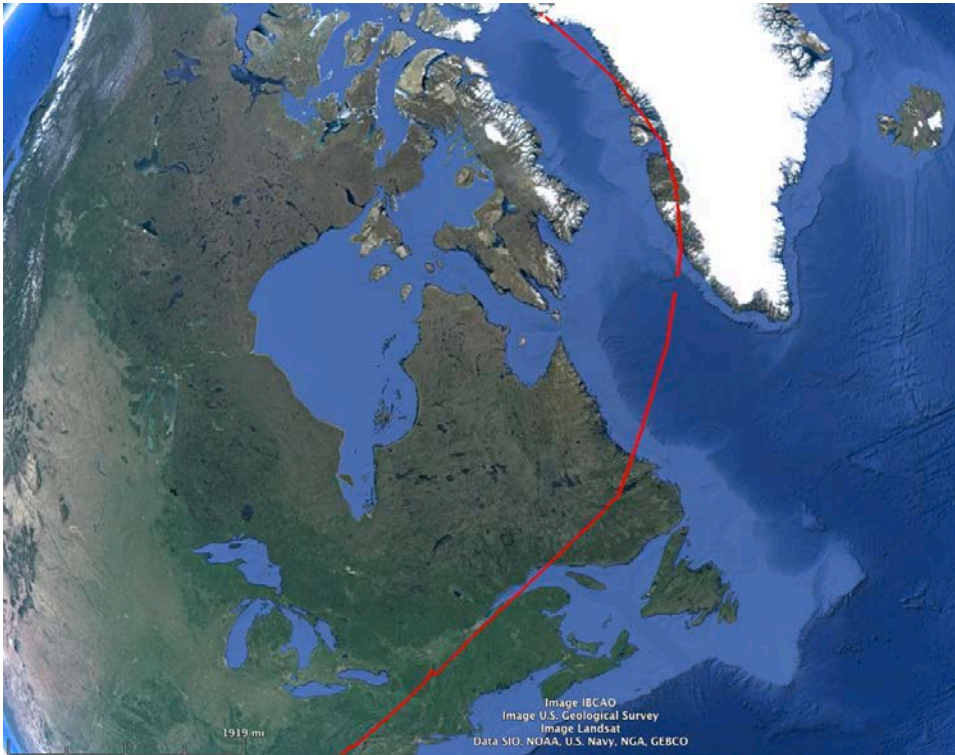 Image IBCAO
Image U.S. Geological Survey
Image Landsat
1919 mi
Data SIO, NOAA, U.S. Navy, NGA, GEBCO